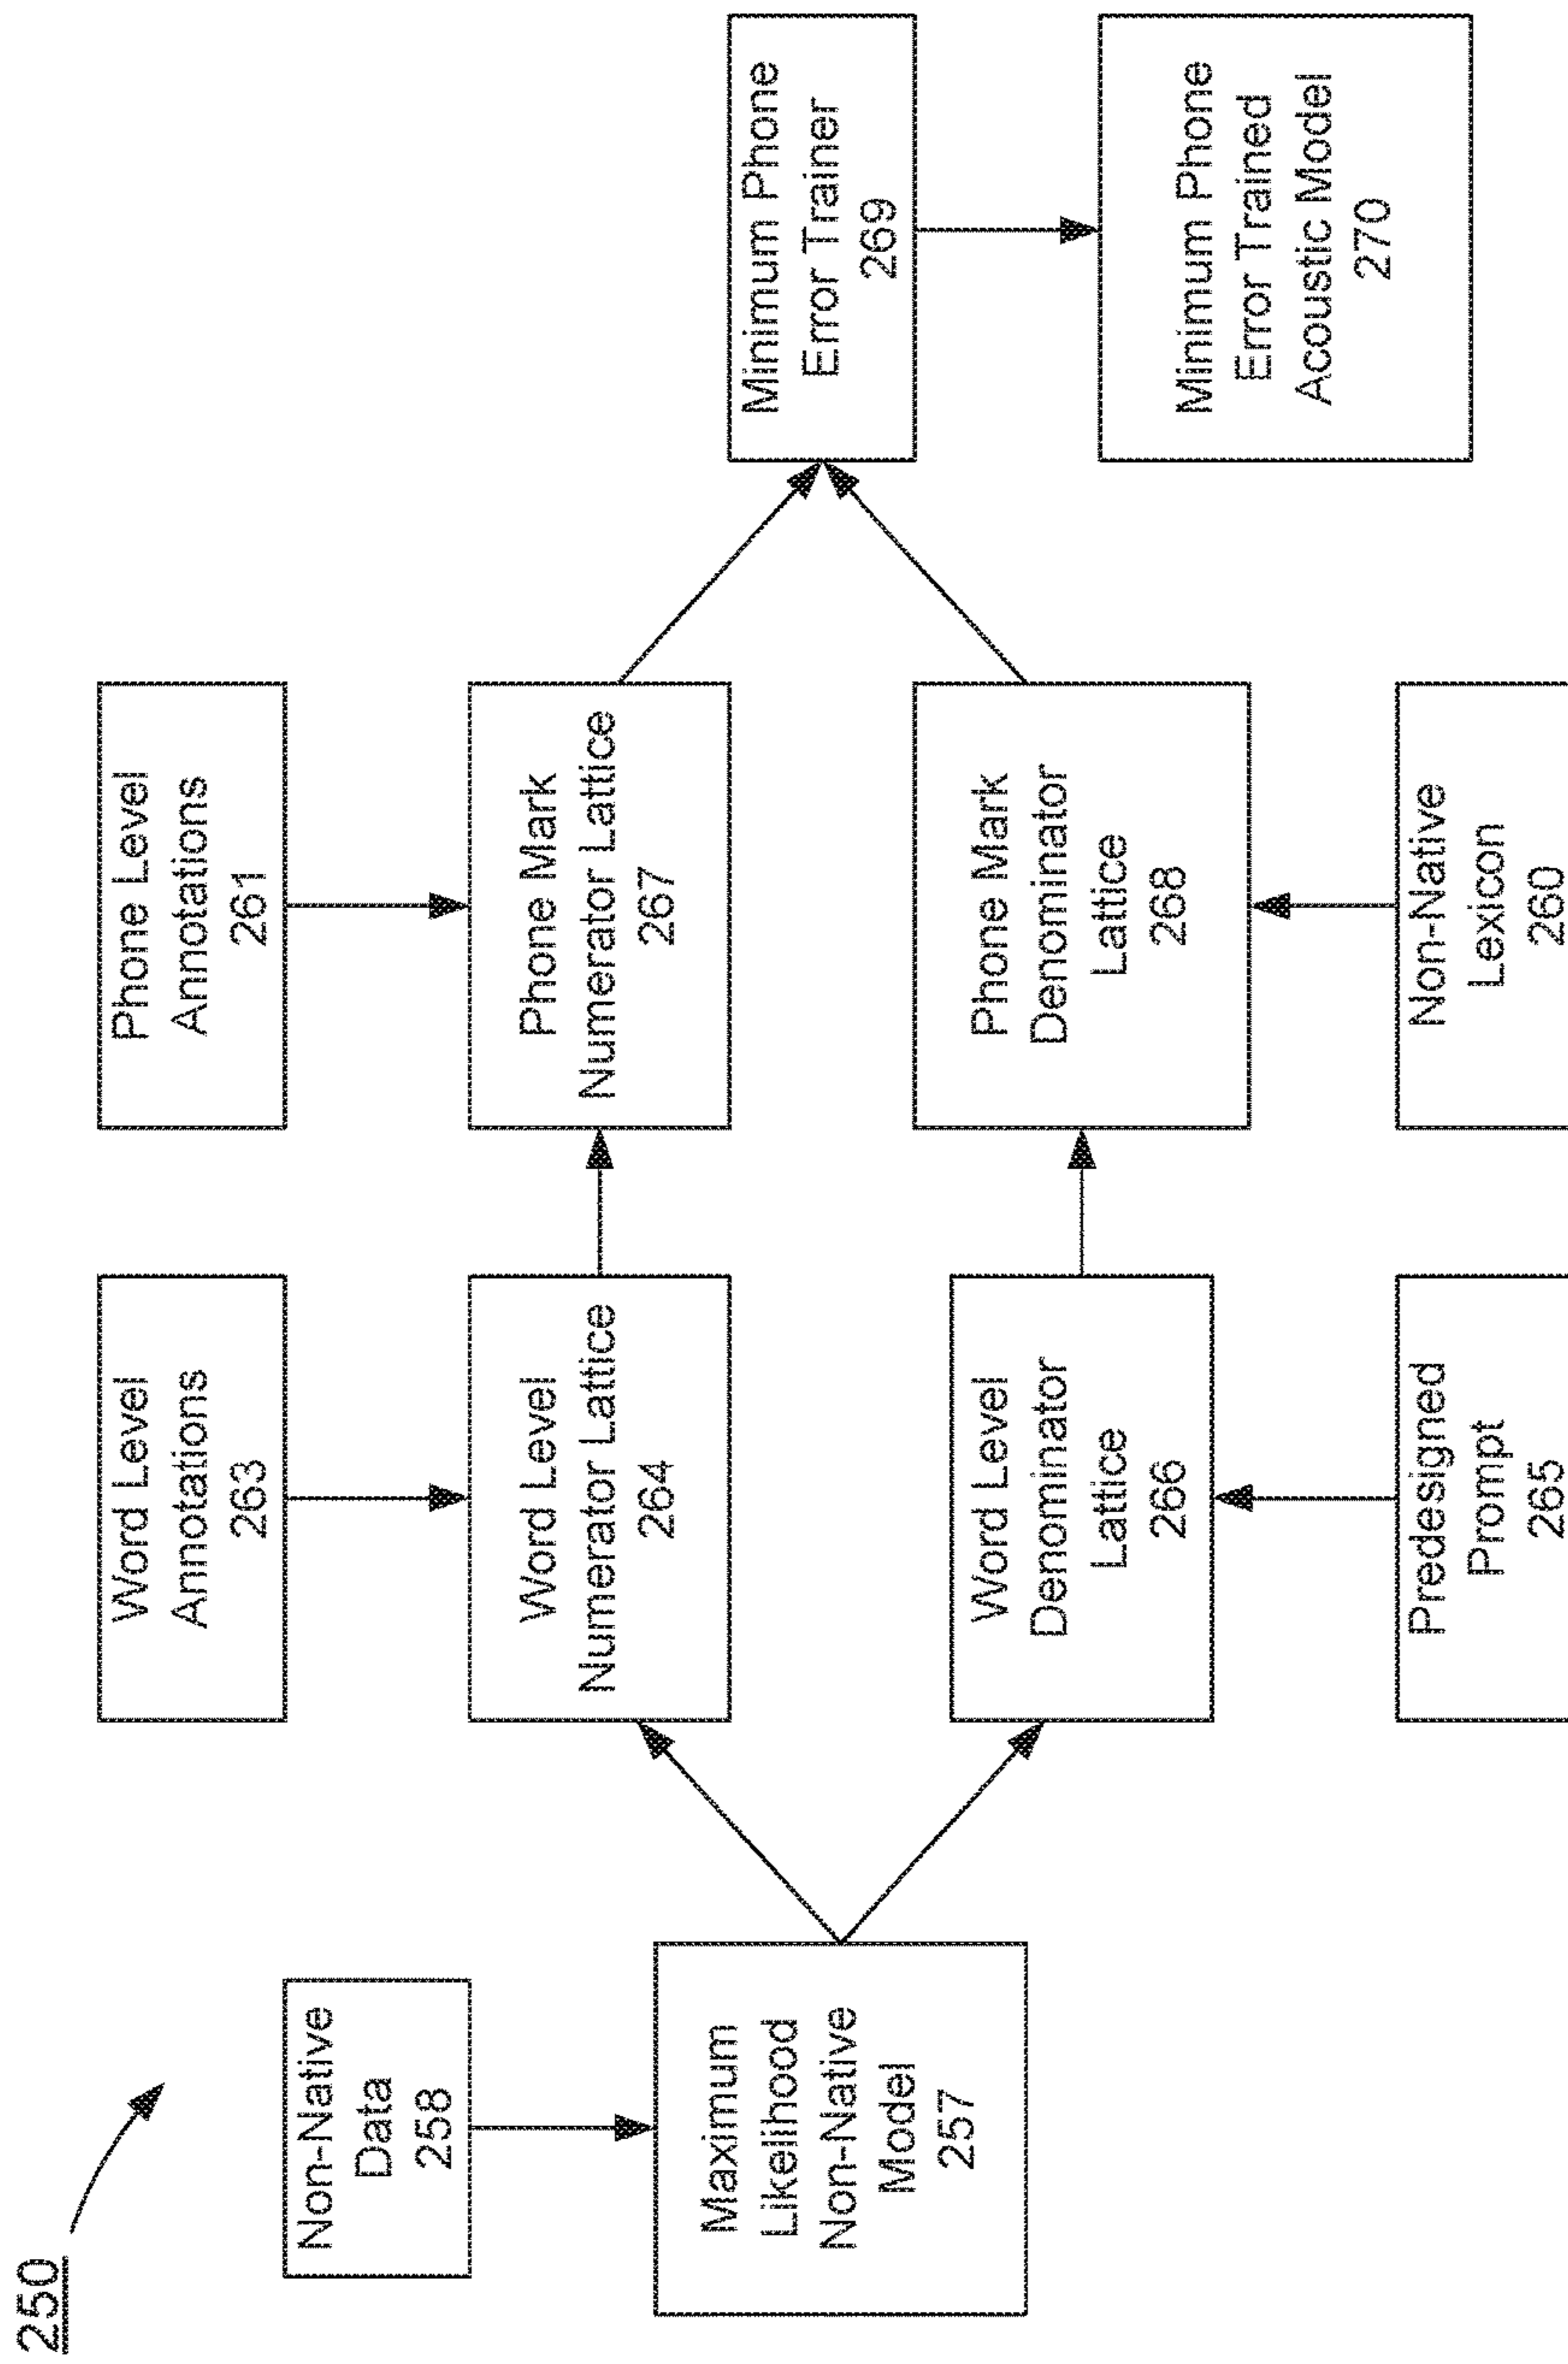 250
Non-Native
Data
258
Maximum
Likelihood
Non-Native
Model
257
Word Level
Annotations
263
Word Level
Numerator Lattice
264
Word Level
Denominator
Lattice
266
Predesigned
Prompt
265
Phone Level
Annotations
261
Phone Mark
Numerator Lattice
267
Phone Mark
Denominator
Lattice
268
Non-Native
Lexicon
260
Minimum Phone
Error Trainer
269
Minimum Phone
Error Trained
Acoustic Model
270